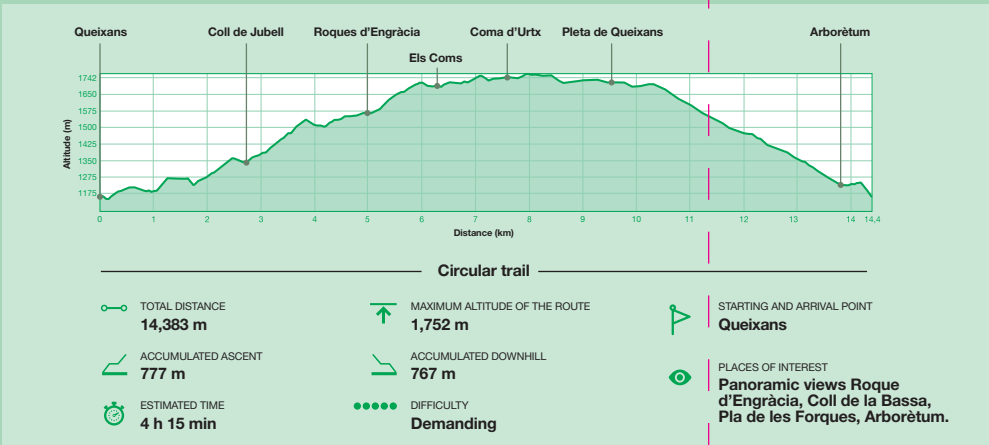 Queixans
Coll de Jubell
Roques d’Engràcia
Els Coms
Coma d’Urtx
Pleta de Queixans
Arborètum
Altitude (m)
1742
1650
1575
1500
1425
1350
1275
1175
0 1 2 3 4 5 6 7 8 9 10 11 12 13 14 14,4
Distance (km)
Circular trail
TOTAL DISTANCE
14,383 m
ACCUMULATED ASCENT
777 m
ESTIMATED TIME
4 h 15 min
MAXIMUM ALTITUDE OF THE ROUTE
1,752 m
ACCUMULATED DOWNHILL
767 m
DIFFICULTY
Demanding
STARTING AND ARRIVAL POINT
Queixans
PLACES OF INTEREST
Panoramic views Roque
d’Engràcia, Coll de la Bassa,
Pla de les Forques, Arborètum.